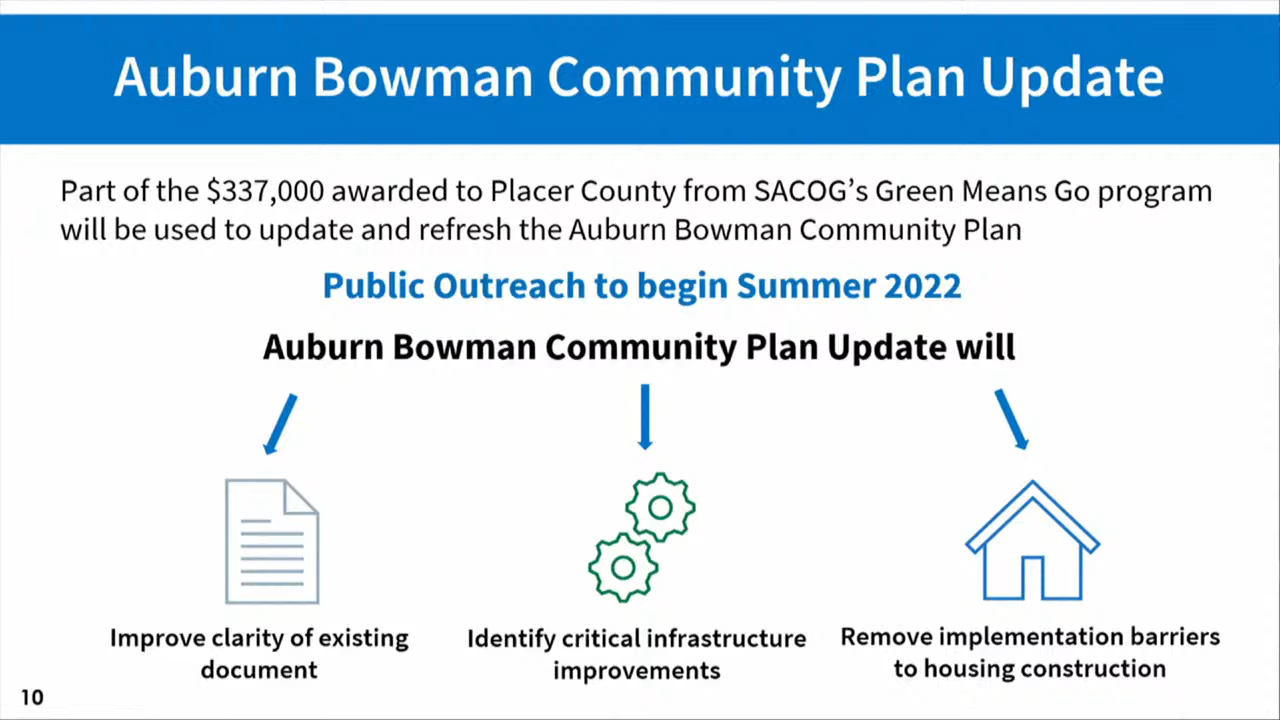 Auburn Bowman Community Plan Update
Part of the $337,000 awarded to Placer County from SACOG’s Green Means Go program
will be used to update and refresh the Auburn Bowman Community Plan
Public Outreach to begin Summer 2022
Auburn Bowman Community Plan Update will
Improve clarity of existing
document
Identify critical infrastructure
improvements
Remove implementation barriers
to housing construction
10